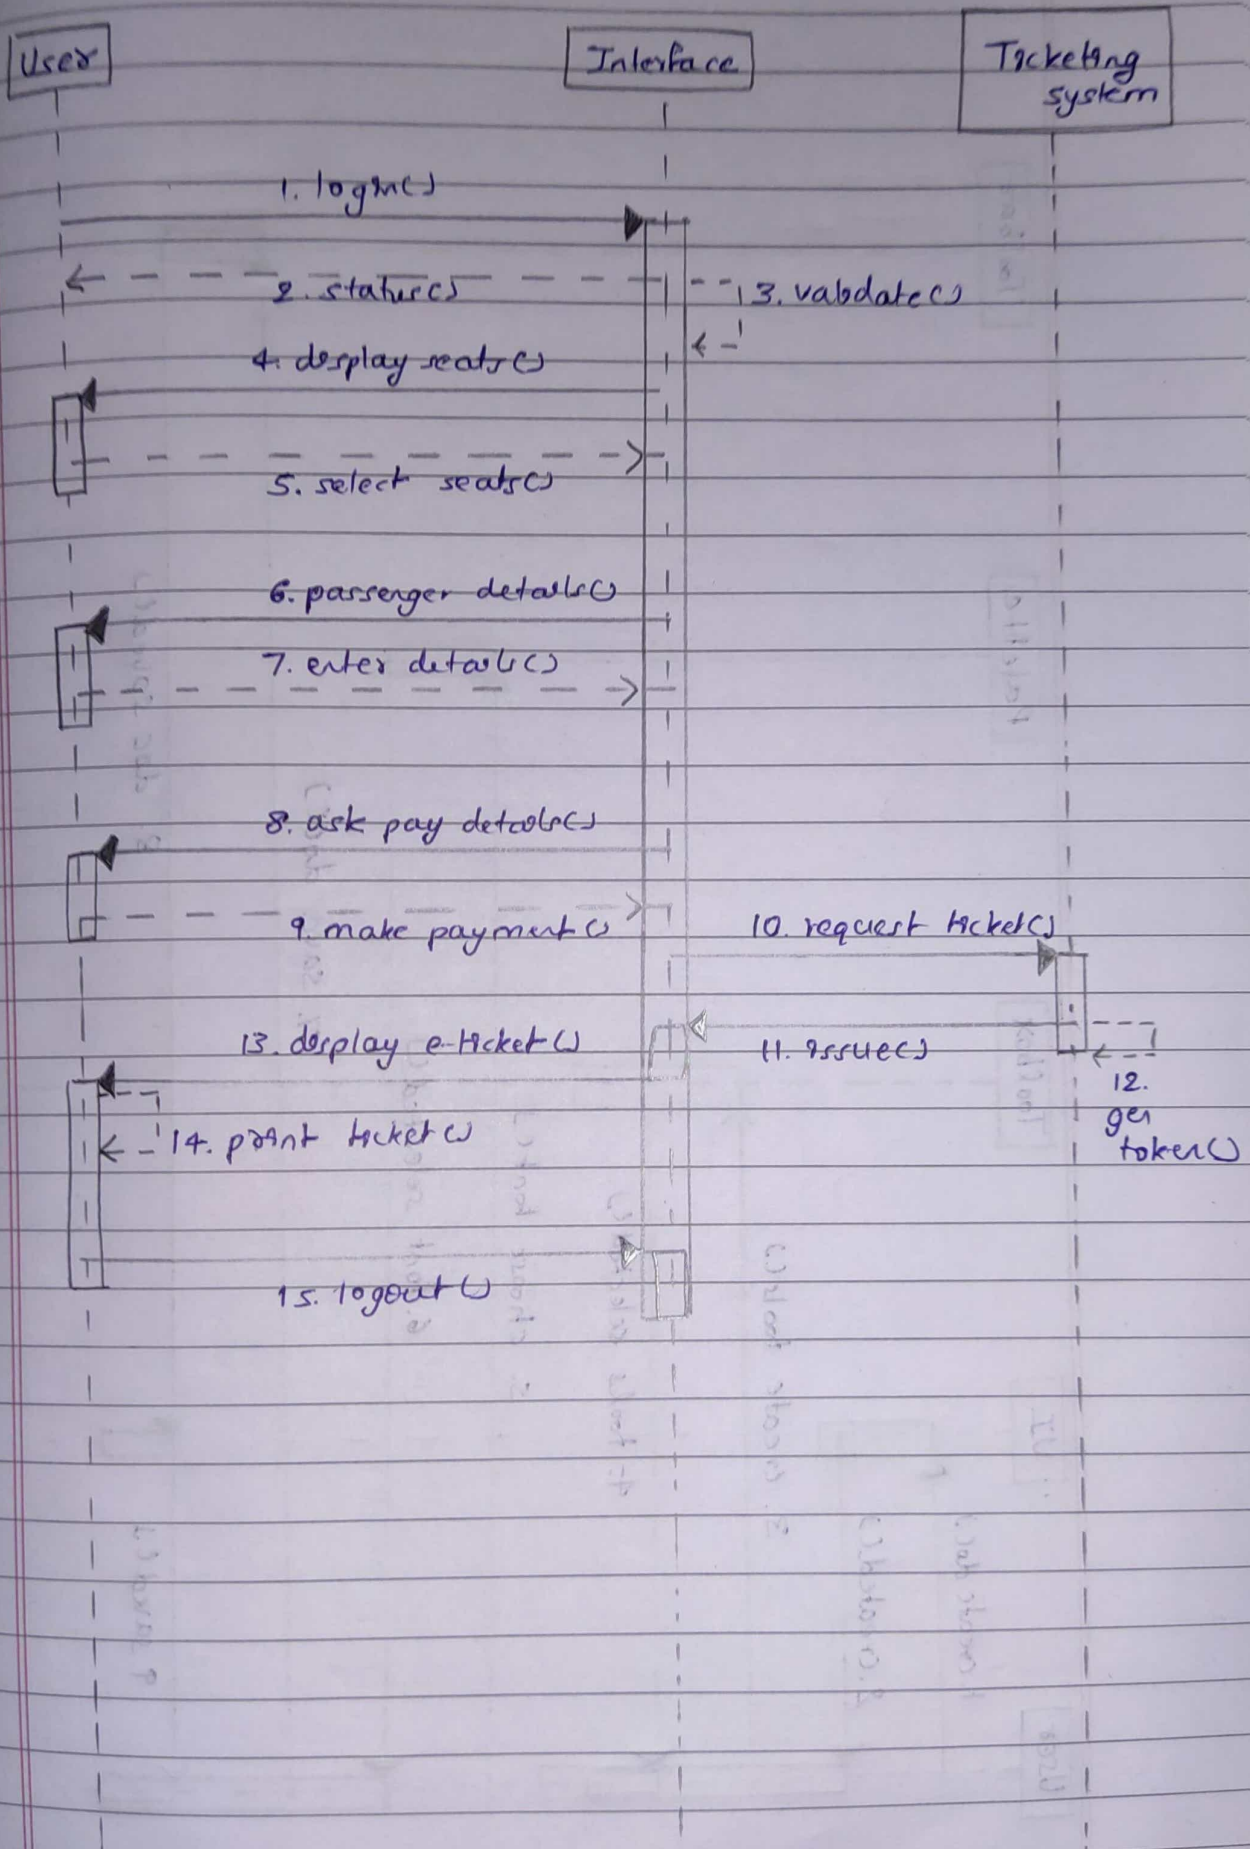 User
Interface
Ticketing
system
1. login()
2. status()
3. validate()
4. display seats()
5. select seats()
6. passenger details()
7. enter details()
8. ask pay details()
9. make payment()
10. request ticket()
13. display e-ticket()
11. issue()
12.
get
token()
14. print ticket()
15. logout()